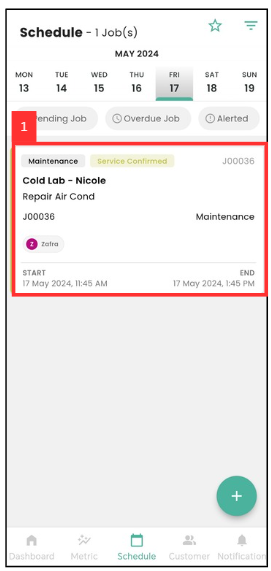 Schedule - 1 Job(s)
MAY 2024
MON TUE WED THU FRI SAT SUN
13 14 15 16 17 18 19
1
ending Job Overdue Job Alerted
Maintenance Service Confirmed J00036
Cold Lab - Nicole
Repair Air Cond
J00036 Maintenance
Z Zafra
START END
17 May 2024, 11:45 AM 17 May 2024, 1:45 PM
+
Dashboard Metric Schedule Customer Notification